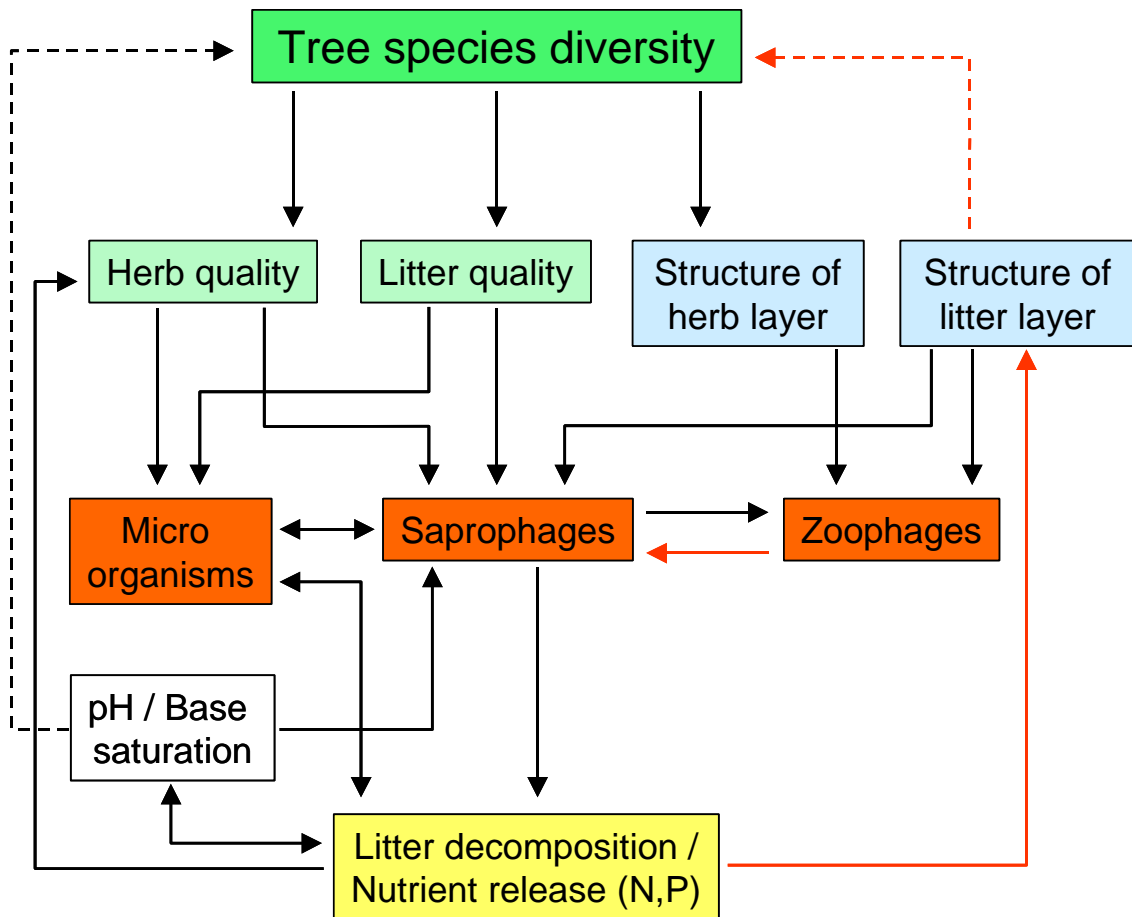 Tree species diversity
Herb quality
Litter quality
Structure of
herb layer
Structure of
litter layer
Micro
organisms
Saprophages
Zoophages
pH / Base
saturation
Litter decomposition /
Nutrient release (N,P)